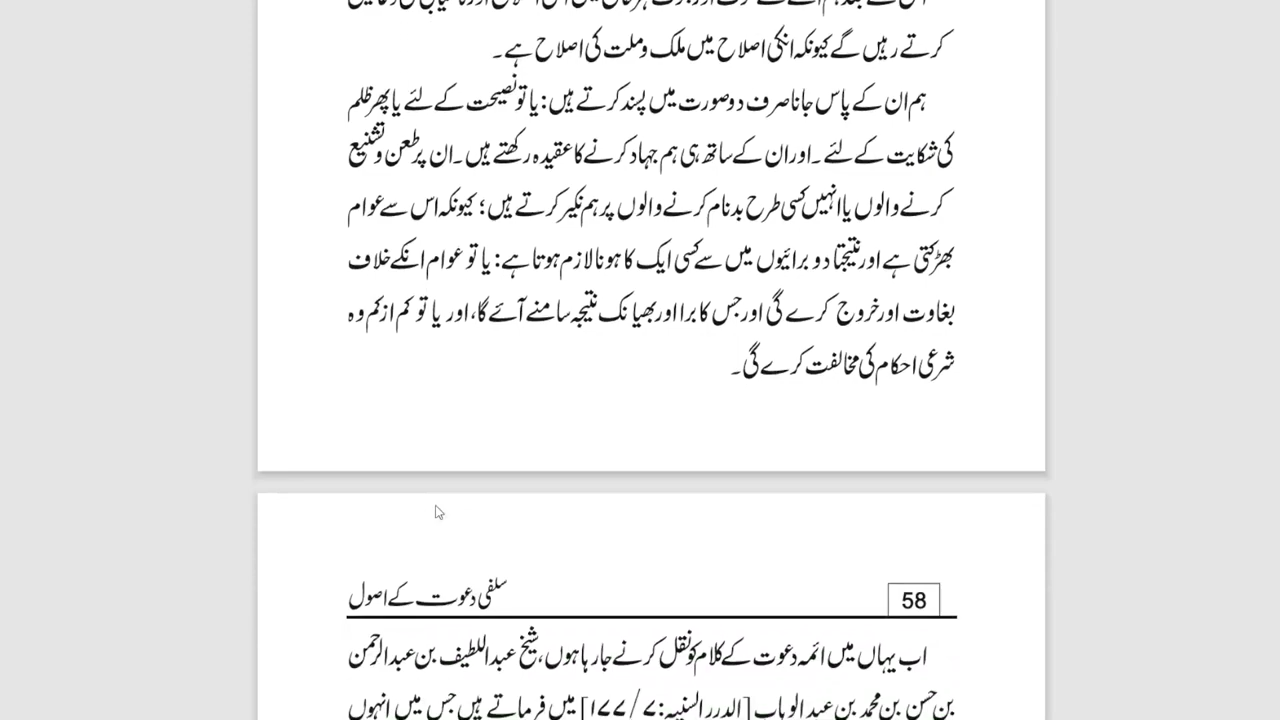 کرتے رہیں گے کیونکہ انکی اصلاح میں ملک وملت کی اصلاح ہے۔
ہم ان کے پاس جانا صرف دو صورت میں پسند کرتے ہیں: یا تو نصیحت کے لئے یا پھر ظلم
کی شکایت کے لئے ۔اور ان کے ساتھ ہی ہم جہاد کرنے کا عقیدہ رکھتے ہیں۔ان پر طعن و تشنیع
کرنے والوں یا انہیں کسی طرح بدنام کرنے والوں پر ہم نکیر کرتے ہیں؛ کیونکہ اس سے عوام
بھڑکتی ہے اور نتیجتا دو برائیوں میں سے کسی ایک کا ہونا لازم ہوتا ہے: یا تو عوام انکے خلاف
بغاوت اور خروج کرے گی اور جس کا برا اور بھیانک نتیجہ سامنے آئے گا، اور یا تو کم از کم وہ
شرعی احکام کی مخالفت کرے گی۔
58 سلفی دعوت کے اصول
اب یہاں میں ائمہ دعوت کے کلام کو نقل کرنے جا رہا ہوں، شیخ عبد اللطیف بن عبد الرحمن
بن حسن بن محمد بن عبد الوہاب [الدرر السنیہ: ۷/ ۱۷۷] میں فرماتے ہیں جس میں انہوں